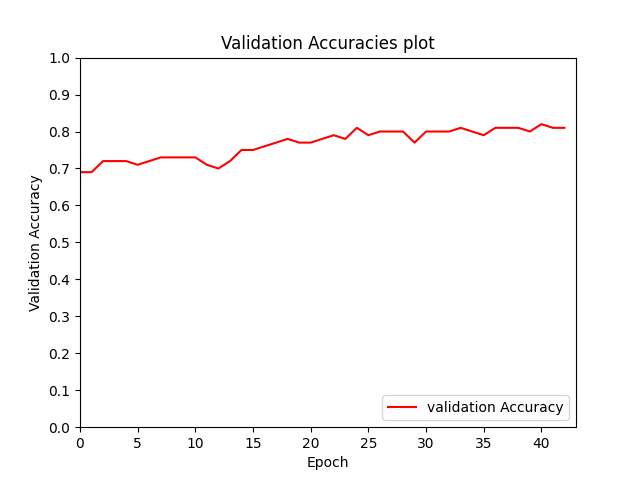 Validation Accuracies plot
1.0
0.9
0.8
0.7
0.6
0.5
0.4
0.3
0.2
0.1
0.0
Validation Accuracy
validation Accuracy
0 5 10 15 20 25 30 35 40
Epoch